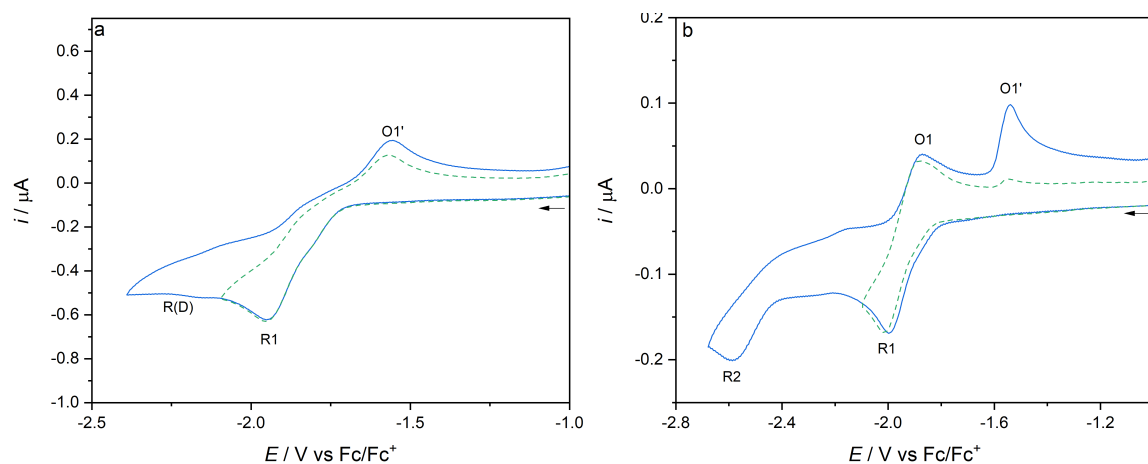 a
0.6
0.4
0.2
0.0
-0.2
-0.4
-0.6
-0.8
-1.0
-2.5
-2.0
-1.5
-1.0
i / μA
E / V vs Fc/Fc⁺
O1'
R(D)
R1
b
0.2
0.1
0.0
-0.1
-0.2
-2.8
-2.4
-2.0
-1.6
-1.2
i / μA
E / V vs Fc/Fc⁺
O1
O1'
R1
R2